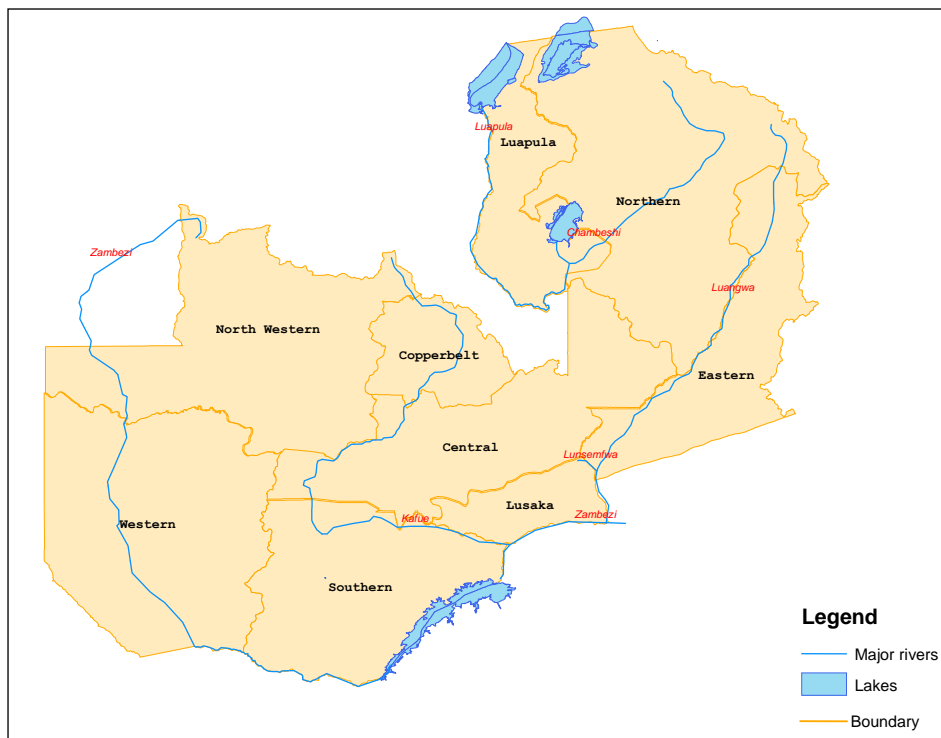 Luapula
Luapula
Northern
Chambeshi
Zambezi
Luangwa
North Western
Copperbelt
Eastern
Central
Lunsemfwa
Lusaka
Western
Kafue
Zambezi
Southern
Legend
Major rivers
Lakes
Boundary